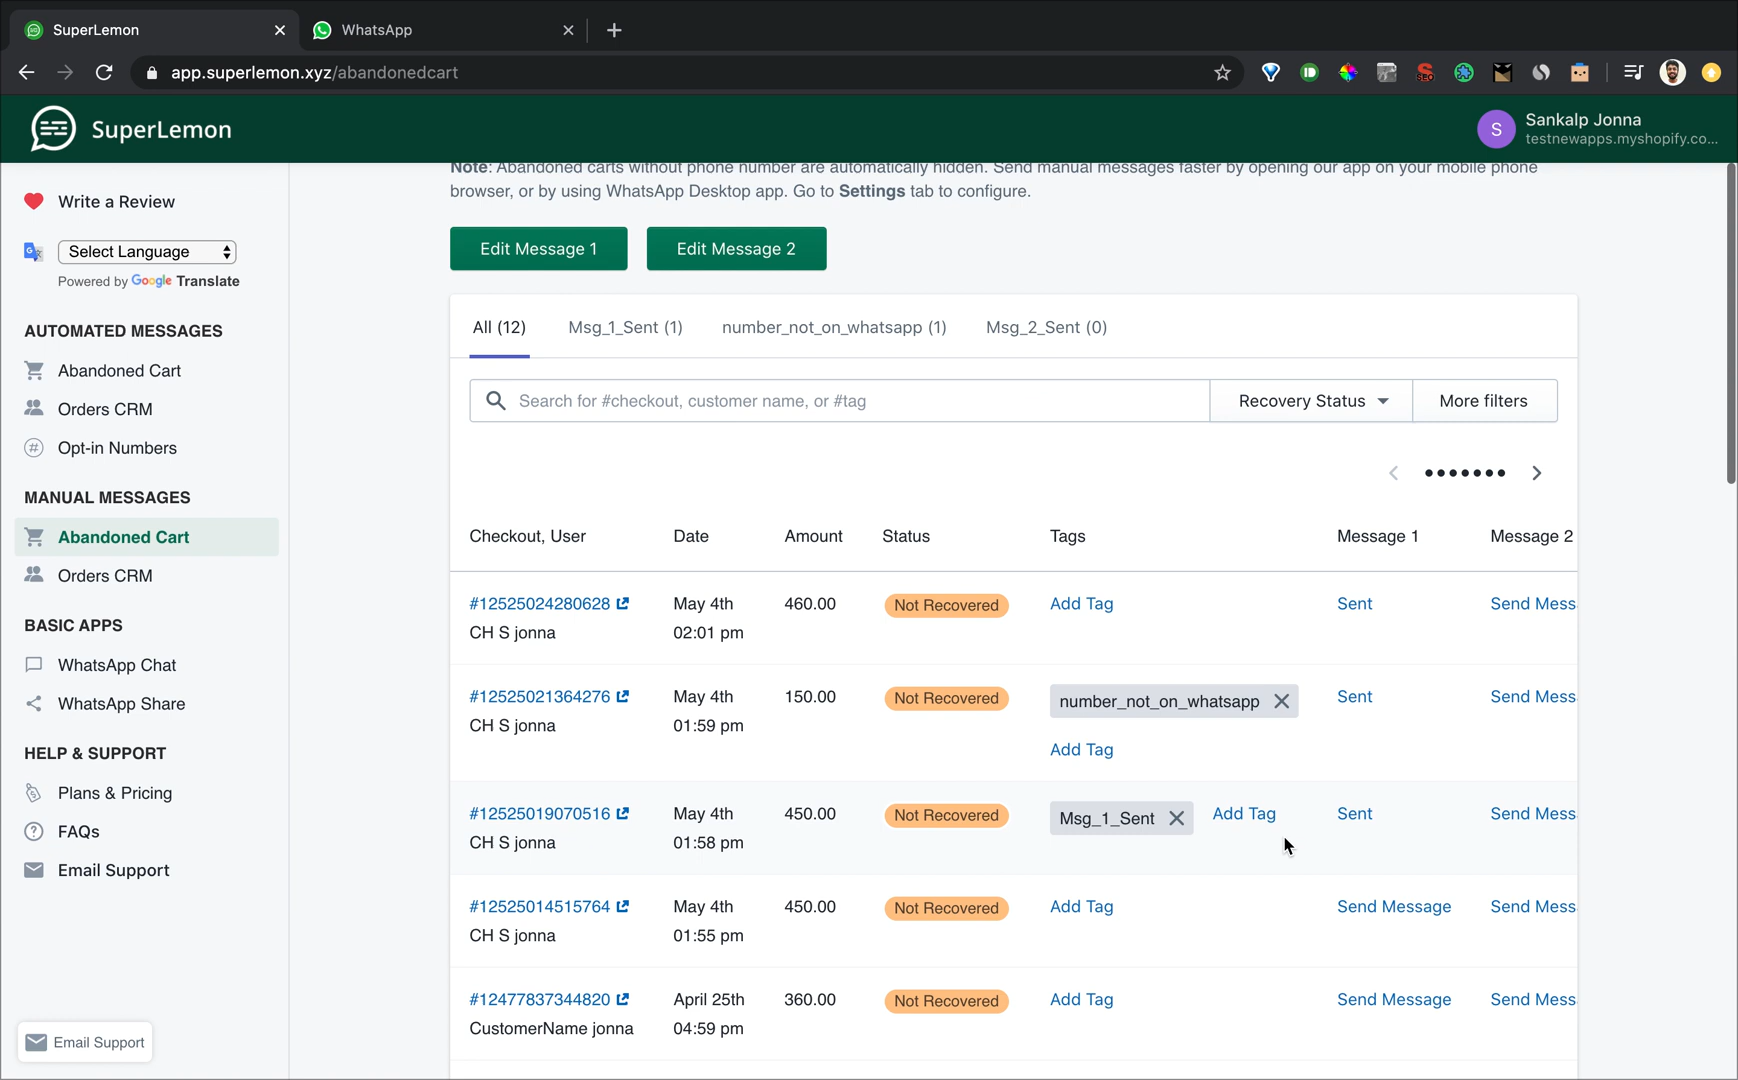 SuperLemon
WhatsApp
app.superlemon.xyz/abandonedcart
SEO
SuperLemon
S
Sankalp Jonna
testnewapps.myshopify.co...
Write a Review
Select Language
Powered by Google Translate
AUTOMATED MESSAGES
Abandoned Cart
Orders CRM
Opt-in Numbers
MANUAL MESSAGES
Abandoned Cart
Orders CRM
BASIC APPS
WhatsApp Chat
WhatsApp Share
HELP & SUPPORT
Plans & Pricing
FAQs
Email Support
Email Support
Note: Abandoned carts without phone number are automatically hidden. Send manual messages faster by opening our app on your mobile phone
browser, or by using WhatsApp Desktop app. Go to Settings tab to configure.
Edit Message 1 Edit Message 2
All (12) Msg_1_Sent (1) number_not_on_whatsapp (1) Msg_2_Sent (0)
Search for #checkout, customer name, or #tag Recovery Status More filters
Checkout, User Date Amount Status Tags Message 1 Message 2
#12525024280628 May 4th 460.00 Not Recovered Add Tag Sent Send Mess
CH S jonna 02:01 pm
#12525021364276 May 4th 150.00 Not Recovered number_not_on_whatsapp Sent Send Mess
CH S jonna 01:59 pm
Add Tag
#12525019070516 May 4th 450.00 Not Recovered Msg_1_Sent Add Tag Sent Send Mess
CH S jonna 01:58 pm
#12525014515764 May 4th 450.00 Not Recovered Add Tag Send Message Send Mess
CH S jonna 01:55 pm
#12477837344820 April 25th 360.00 Not Recovered Add Tag Send Message Send Mess
CustomerName jonna 04:59 pm